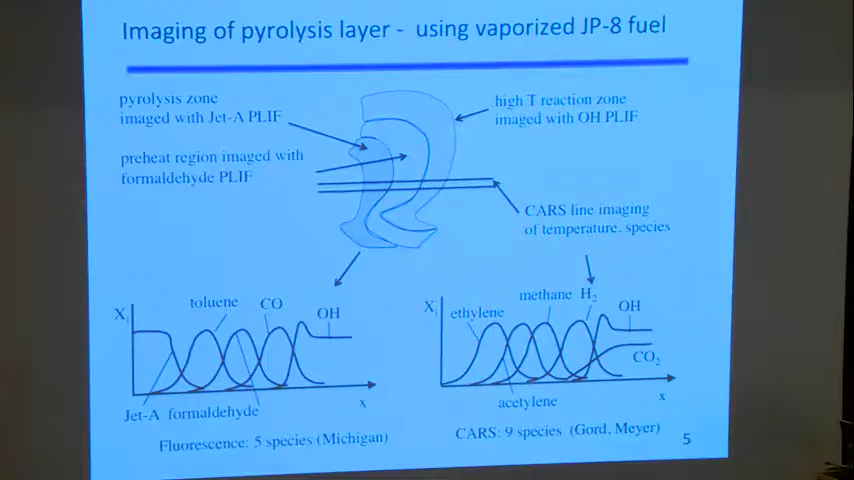 Imaging of pyrolysis layer - using vaporized JP-8 fuel
pyrolysis zone
imaged with Jet-A PLIF
high T reaction zone
imaged with OH PLIF
preheat region imaged with
formaldehyde PLIF
CARS line imaging
of temperature, species
Xi
toluene
CO
OH
Jet-A
formaldehyde
x
Fluorescence: 5 species (Michigan)
Xi
ethylene
methane
H2
OH
CO2
acetylene
x
CARS: 9 species (Gord, Meyer)
5